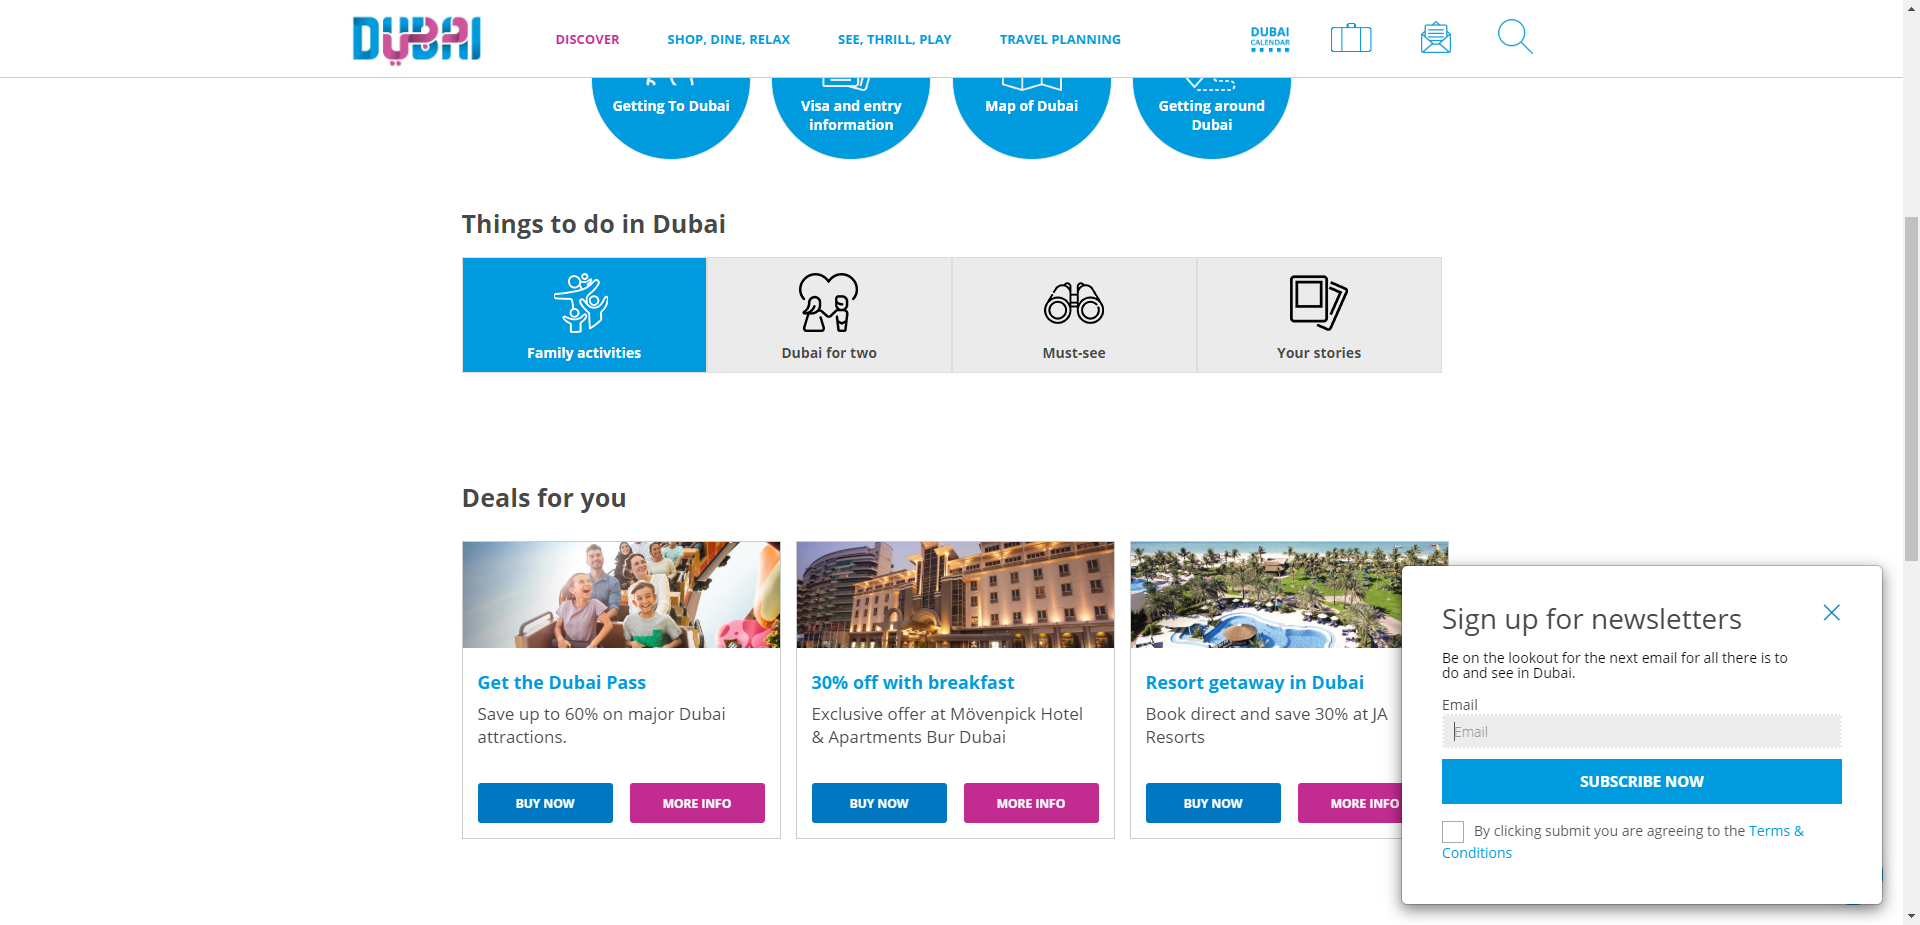 DUBAI
DISCOVER
SHOP, DINE, RELAX
SEE, THRILL, PLAY
TRAVEL PLANNING
DUBAI
CALENDAR
Getting To Dubai
Visa and entry
information
Map of Dubai
Getting around
Dubai
Things to do in Dubai
Family activities
Dubai for two
Must-see
Your stories
Deals for you
Get the Dubai Pass
Save up to 60% on major Dubai
attractions.
BUY NOW
MORE INFO
30% off with breakfast
Exclusive offer at Mövenpick Hotel
& Apartments Bur Dubai
BUY NOW
MORE INFO
Resort getaway in Dubai
Book direct and save 30% at JA
Resorts
BUY NOW
MORE INFO
Sign up for newsletters
Be on the lookout for the next email for all there is to
do and see in Dubai.
Email
Email
SUBSCRIBE NOW
By clicking submit you are agreeing to the Terms &
Conditions